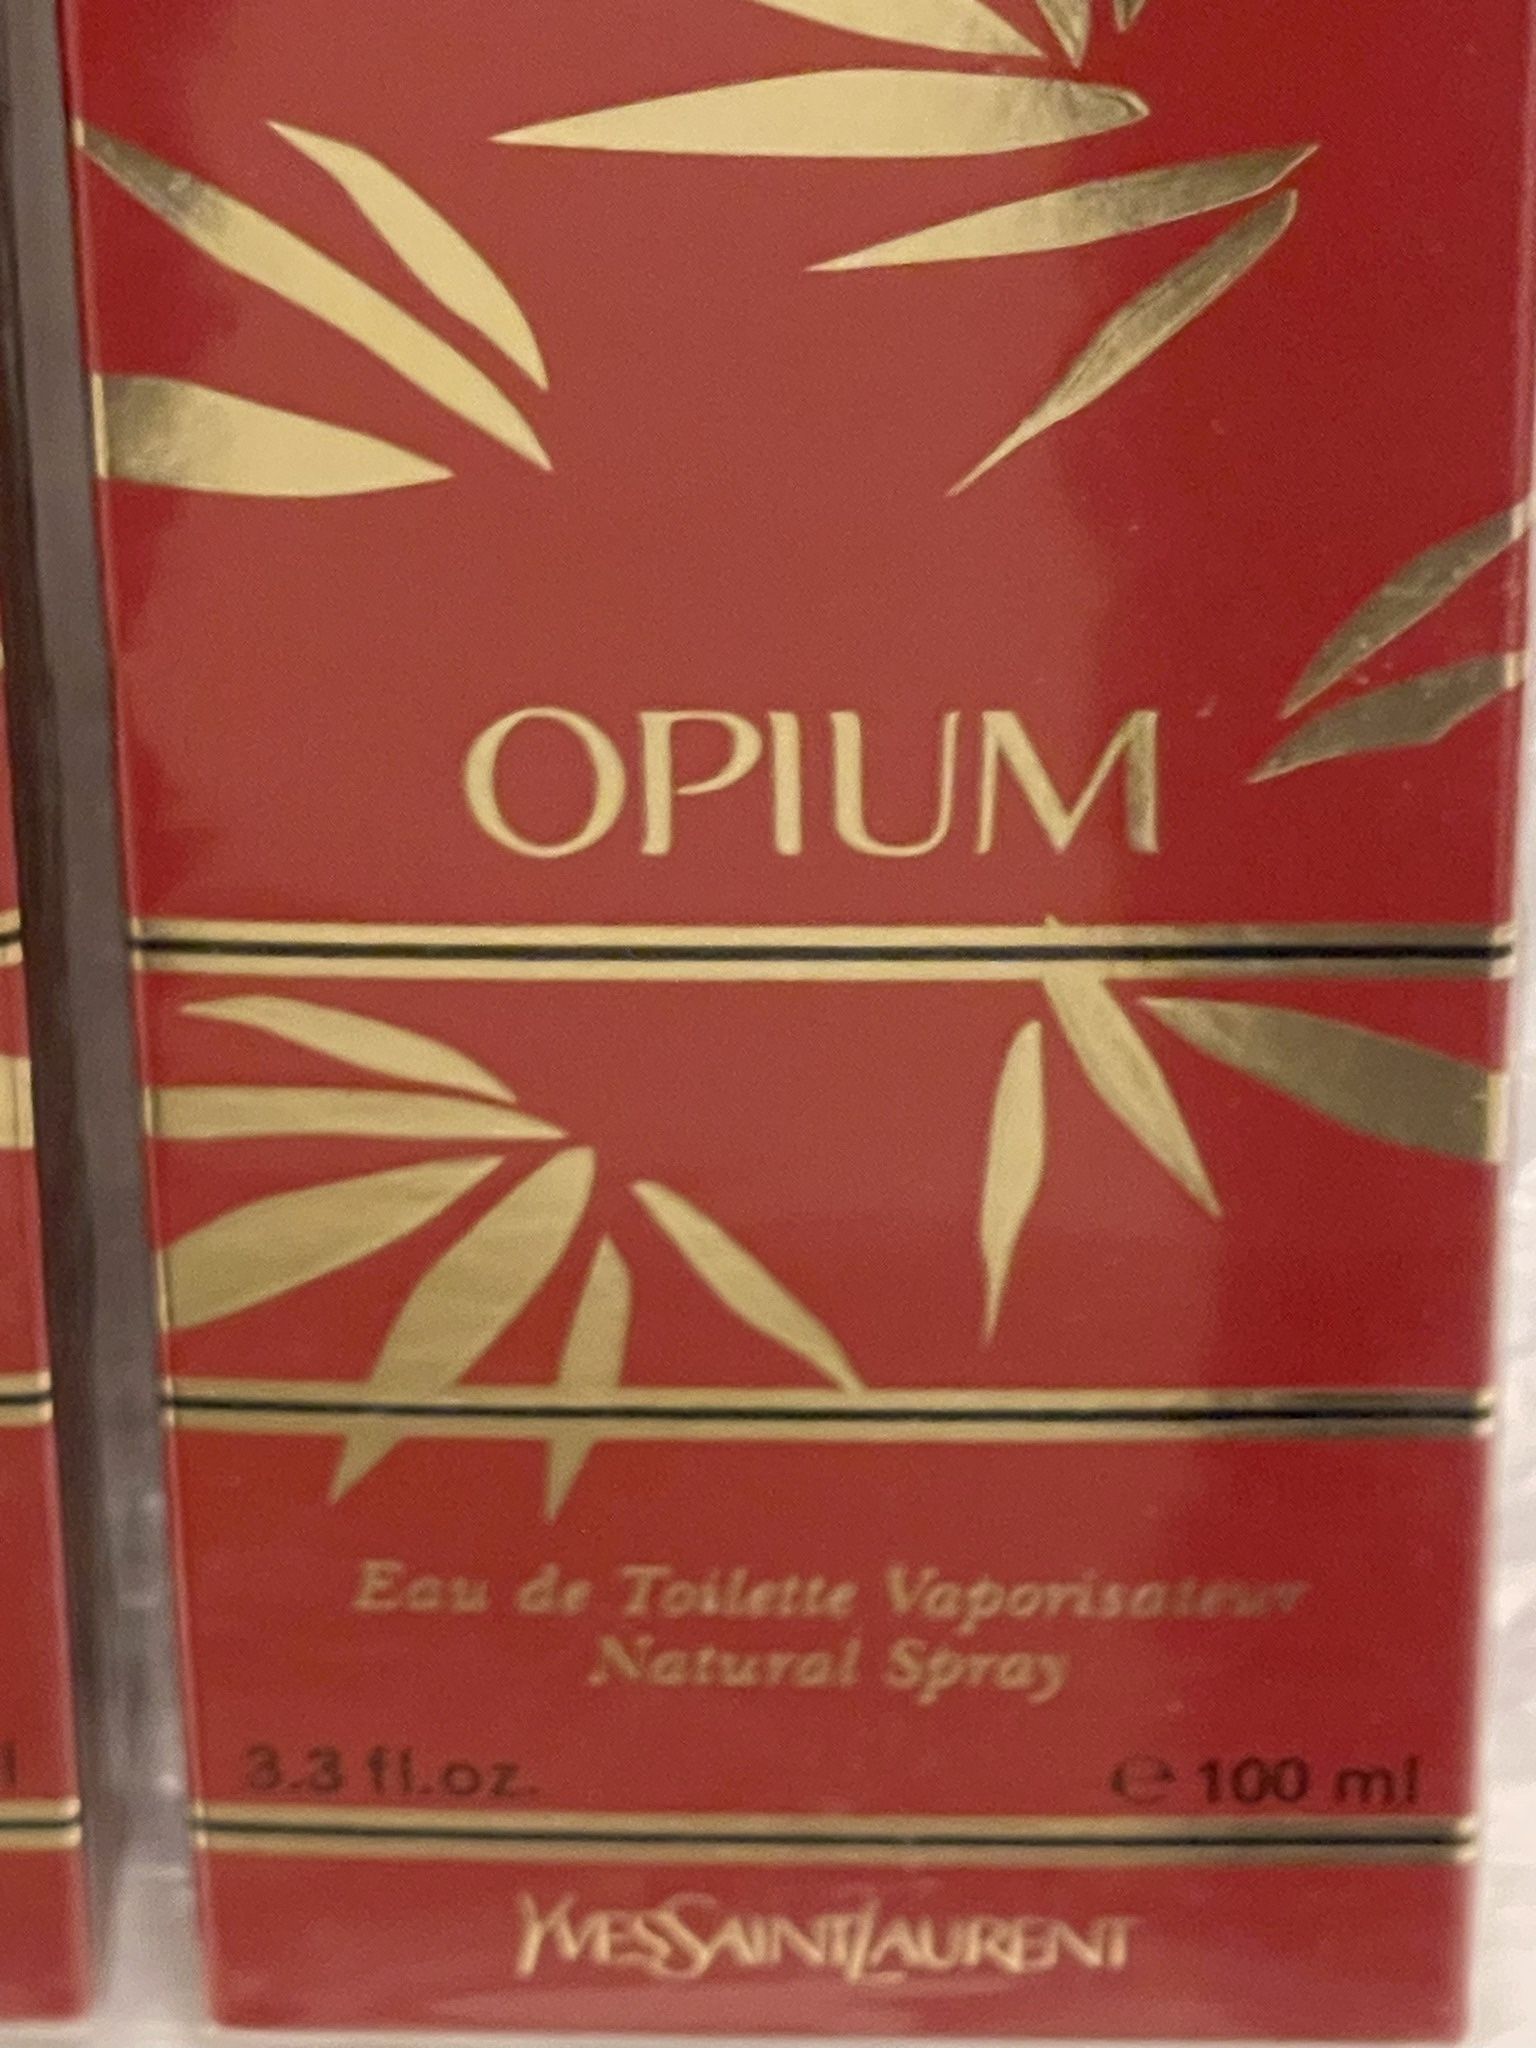 OPIUM
Eau de Toilette Vaporisateur
Natural Spray
3.3 fl.oz. ℮ 100 ml
YVESSAINTLAURENT